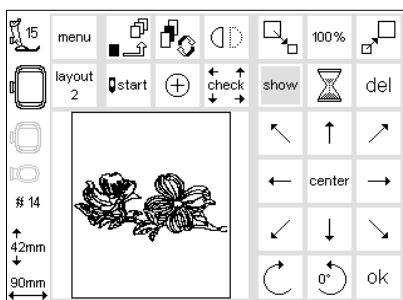 15 menu 100%
layout 2 start check show del
center
# 14
42mm
90mm 0° ok